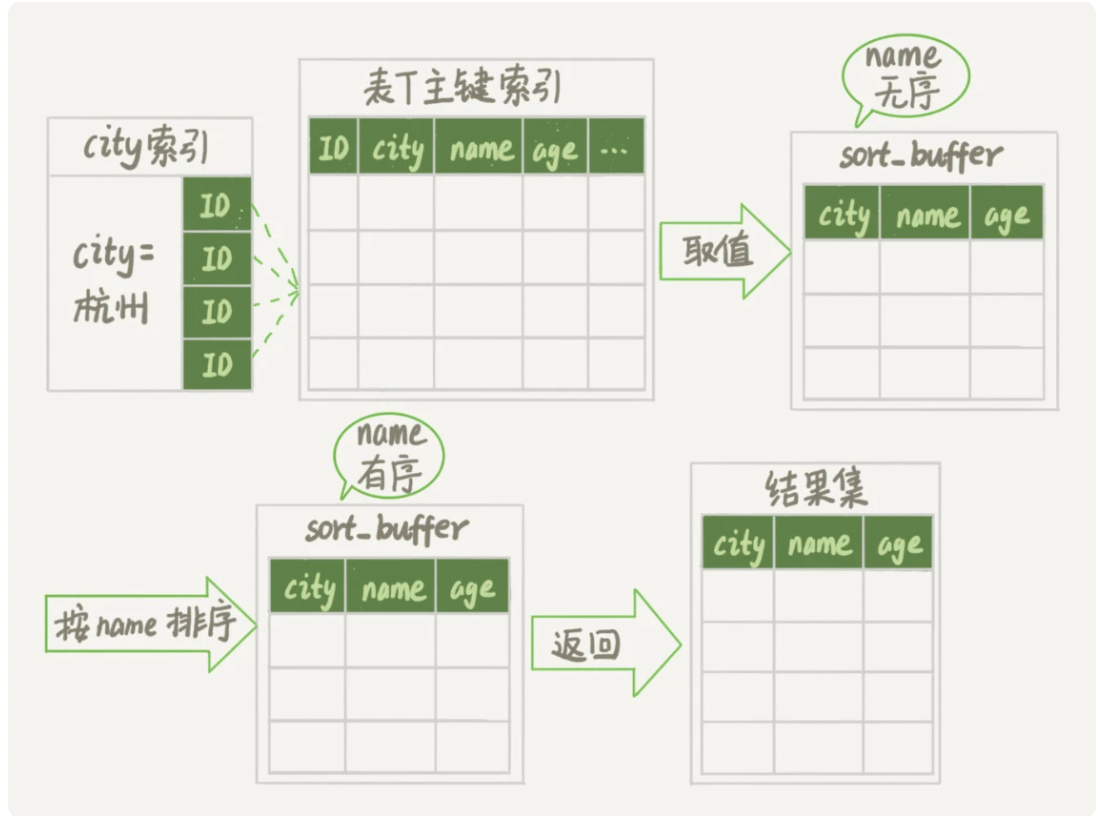 name
无序
表T主键索引
city索引
sort_buffer
ID city name age ...
city name age
ID
ID
ID
ID
city=
杭州
取值
name
有序
结果集
sort_buffer
city name age
city name age
按name排序
返回